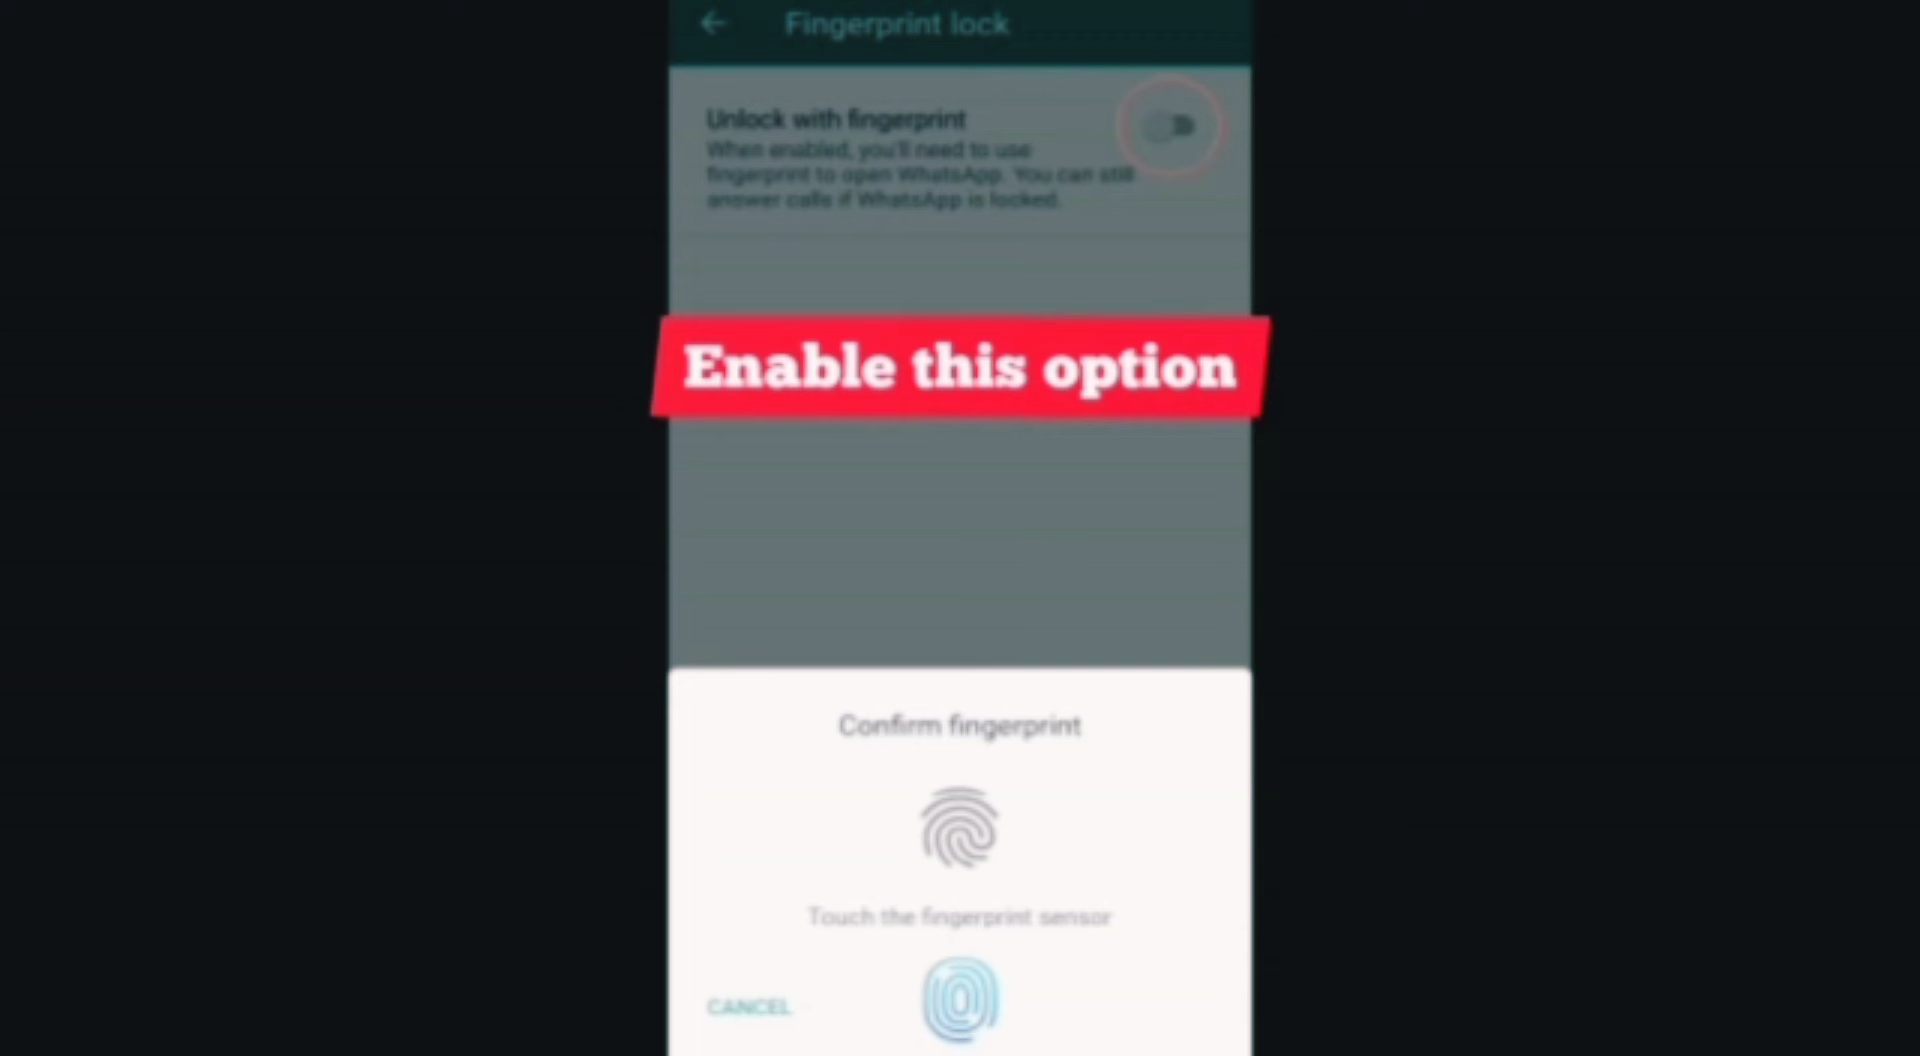 Fingerprint lock
Unlock with fingerprint
When enabled, you'll need to use
fingerprint to open WhatsApp. You can still
answer calls if WhatsApp is locked.
Enable this option
Confirm fingerprint
Touch the fingerprint sensor
CANCEL